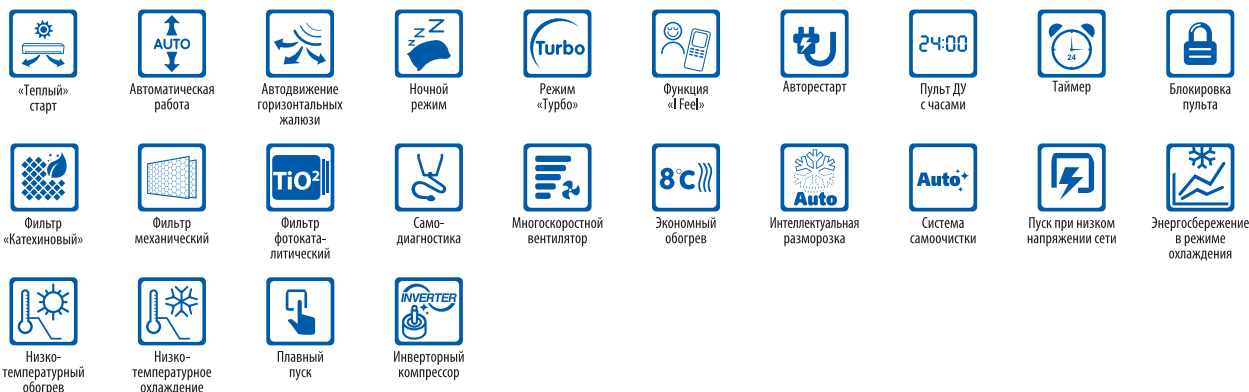 AUTO
z z Z
Turbo
24:00
24
«Теплый»
старт
Автоматическая
работа
Автодвижение
горизонтальных
жалюзи
Ночной
режим
Режим
«Турбо»
Функция
«I Feel»
Авторестарт
Пульт ДУ
с часами
Таймер
Блокировка
пульта
TiO²
8°C
Auto
Auto
Фильтр
«Катехиновый»
Фильтр
механический
Фильтр
фотоката-
литический
Само-
диагностика
Многоскоростной
вентилятор
Экономный
обогрев
Интеллектуальная
разморозка
Система
самоочистки
Пуск при низком
напряжении сети
Энергосбережение
в режиме
охлаждения
INVERTER
Низко-
температурный
обогрев
Низко-
температурное
охлаждение
Плавный
пуск
Инверторный
компрессор